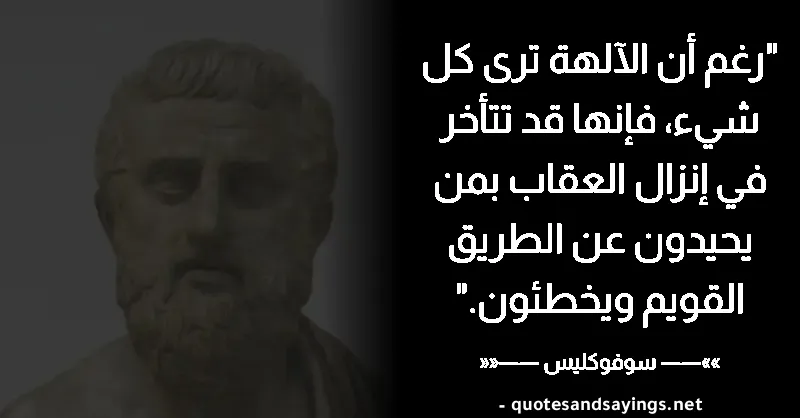 "رغم أن الآلهة ترى كل
شيء، فإنها قد تتأخر
في إنزال العقاب بمن
يحيدون عن الطريق
القويم ويخطئون."
»»—— سوفوكليس ——««
- quotesandsayings.net